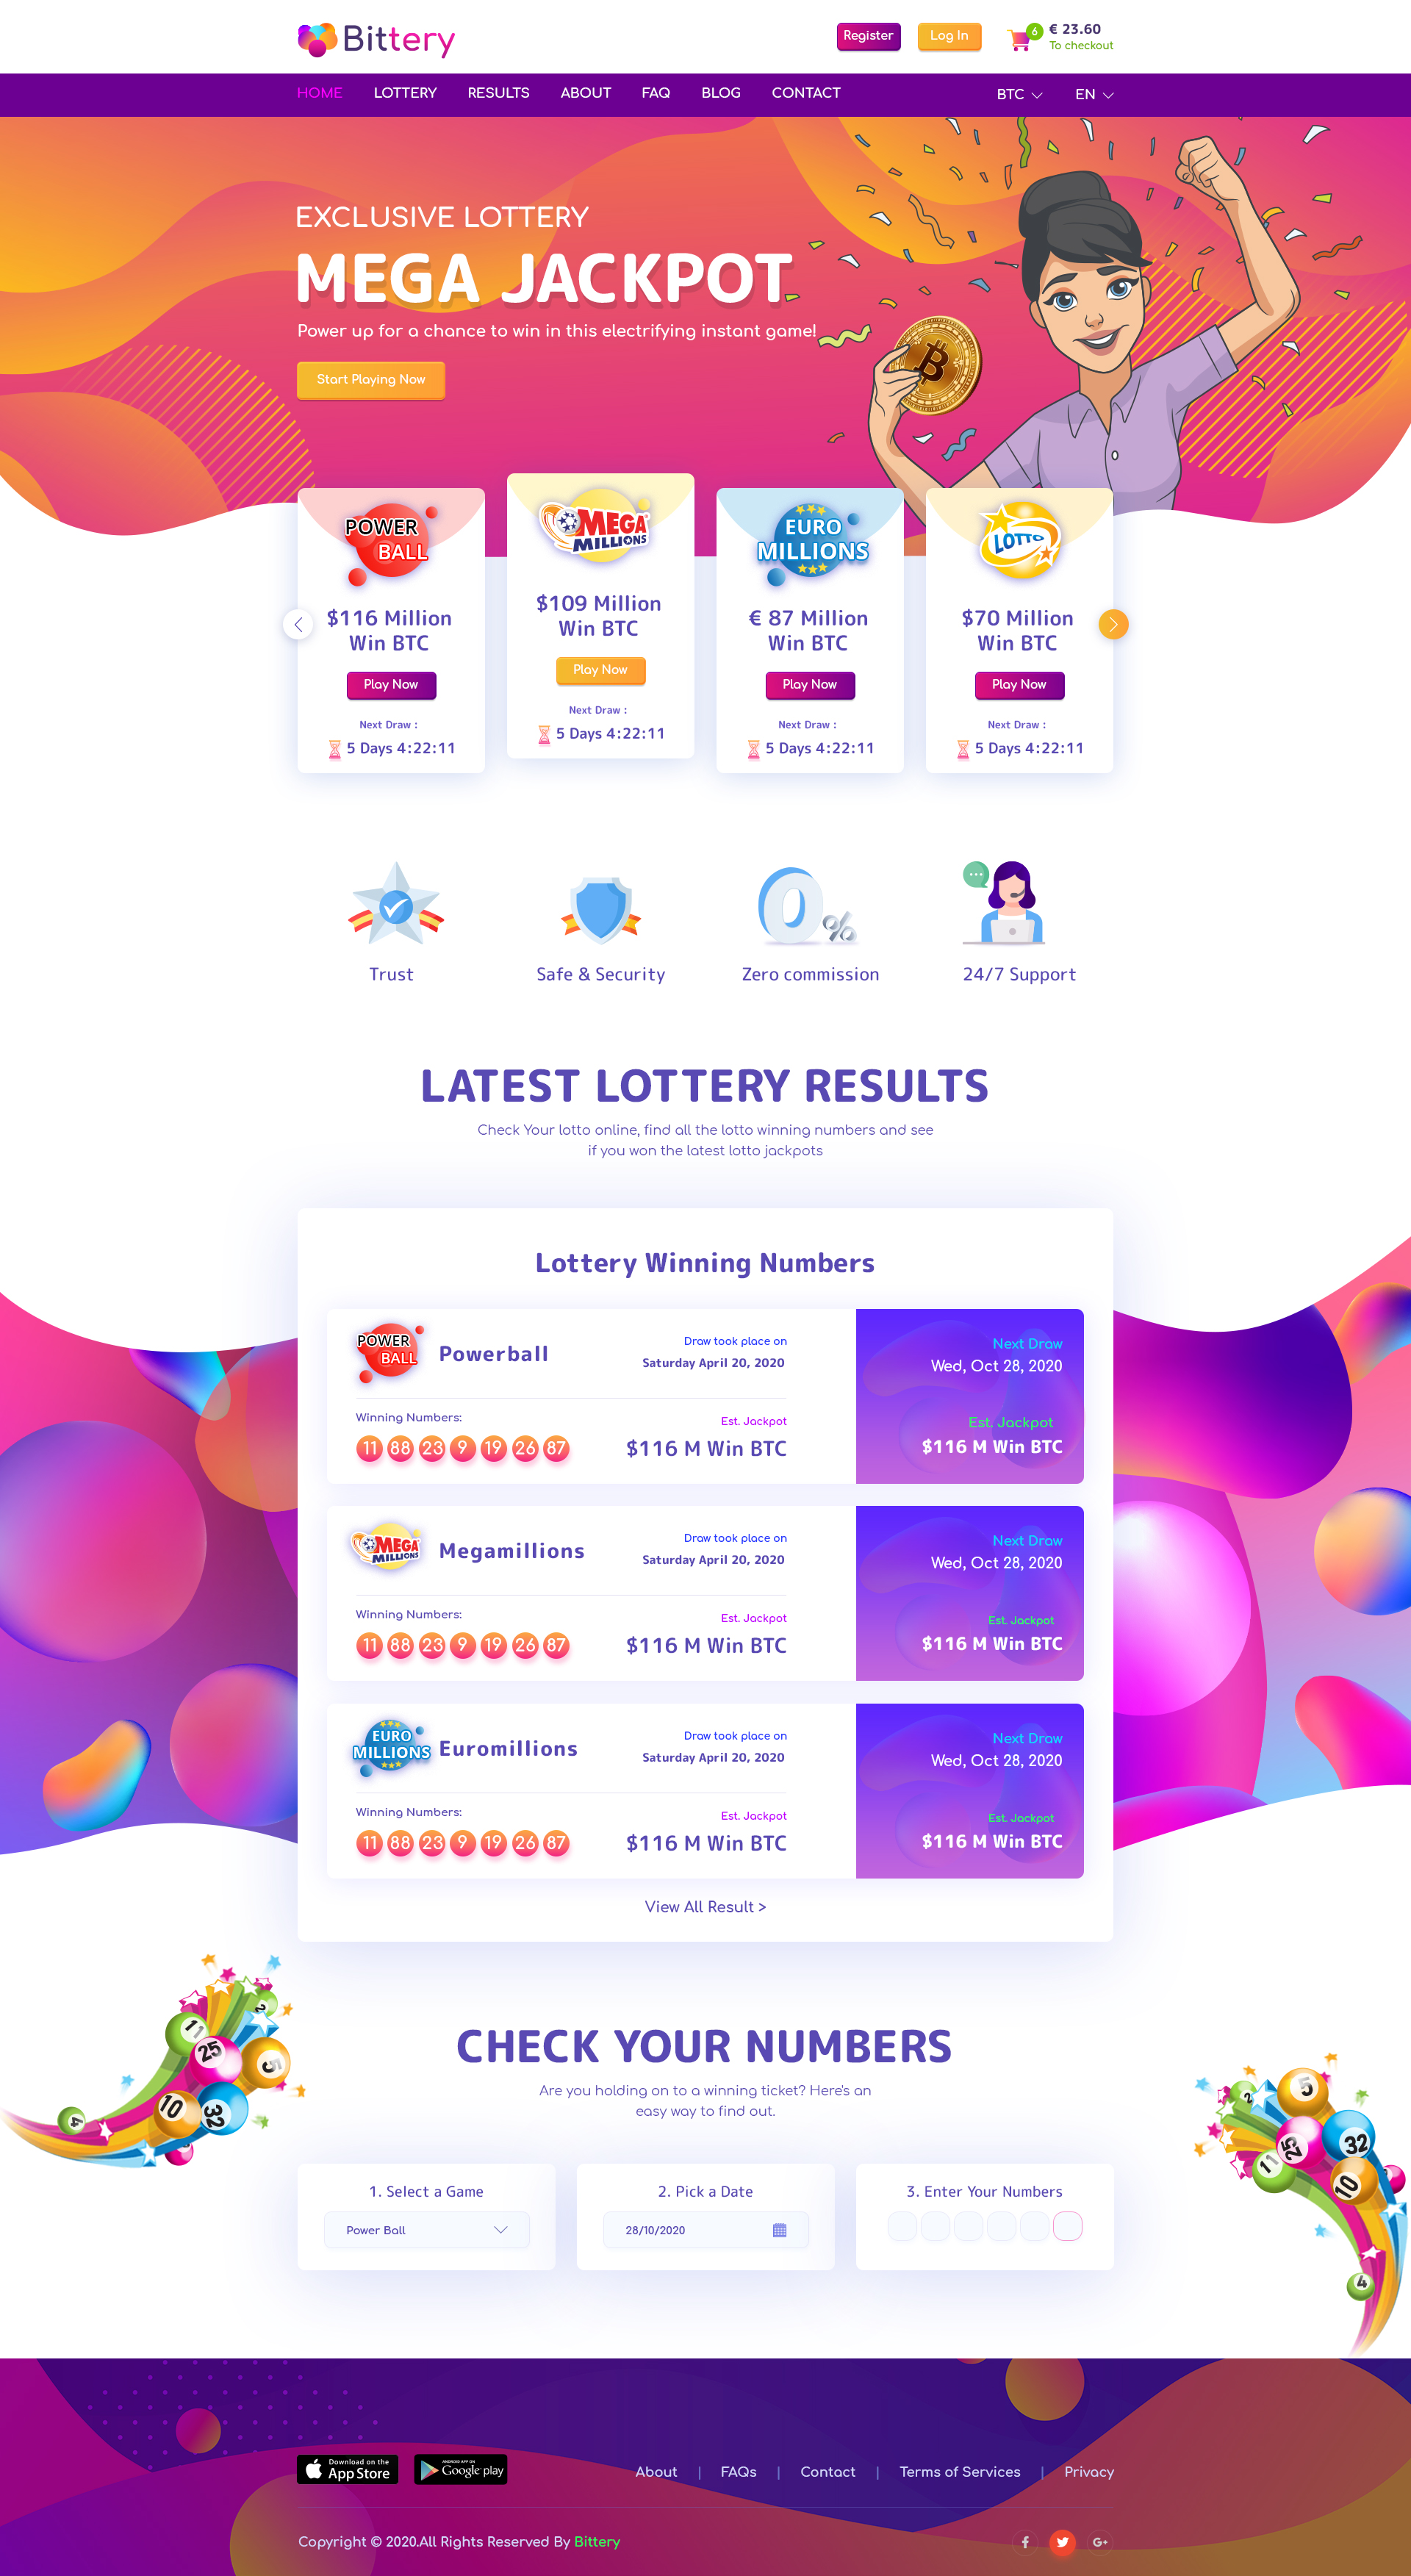 Bittery
Register
Log In
6
€ 23.60
To checkout
HOME LOTTERY RESULTS ABOUT FAQ BLOG CONTACT BTC EN
EXCLUSIVE LOTTERY
MEGA JACKPOT
Power up for a chance to win in this electrifying instant game!
Start Playing Now
POWER
BALL
$116 Million
Win BTC
Play Now
Next Draw :
5 Days 4:22:11
MEGA
MILLIONS
$109 Million
Win BTC
Play Now
Next Draw :
5 Days 4:22:11
EURO
MILLIONS
€ 87 Million
Win BTC
Play Now
Next Draw :
5 Days 4:22:11
LOTTO
$70 Million
Win BTC
Play Now
Next Draw :
5 Days 4:22:11
0%
Trust
Safe & Security
Zero commission
24/7 Support
LATEST LOTTERY RESULTS
Check Your lotto online, find all the lotto winning numbers and see
if you won the latest lotto jackpots
Lottery Winning Numbers
POWER
BALL
Powerball
Draw took place on
Saturday April 20, 2020
Winning Numbers:
11 88 23 9 19 26 87
Est. Jackpot
$116 M Win BTC
Next Draw
Wed, Oct 28, 2020
Est. Jackpot
$116 M Win BTC
MEGA
MILLIONS
Megamillions
Draw took place on
Saturday April 20, 2020
Winning Numbers:
11 88 23 9 19 26 87
Est. Jackpot
$116 M Win BTC
Next Draw
Wed, Oct 28, 2020
Est. Jackpot
$116 M Win BTC
EURO
MILLIONS
Euromillions
Draw took place on
Saturday April 20, 2020
Winning Numbers:
11 88 23 9 19 26 87
Est. Jackpot
$116 M Win BTC
Next Draw
Wed, Oct 28, 2020
Est. Jackpot
$116 M Win BTC
View All Result >
2
11
25
5
10
32
4
CHECK YOUR NUMBERS
Are you holding on to a winning ticket? Here's an
easy way to find out.
2
5
11
25
32
10
4
1. Select a Game
Power Ball
2. Pick a Date
28/10/2020
3. Enter Your Numbers
Download on the
App Store
ANDROID APP ON
Google play
About | FAQs | Contact | Terms of Services | Privacy
Copyright © 2020.All Rights Reserved By Bittery
f
G+